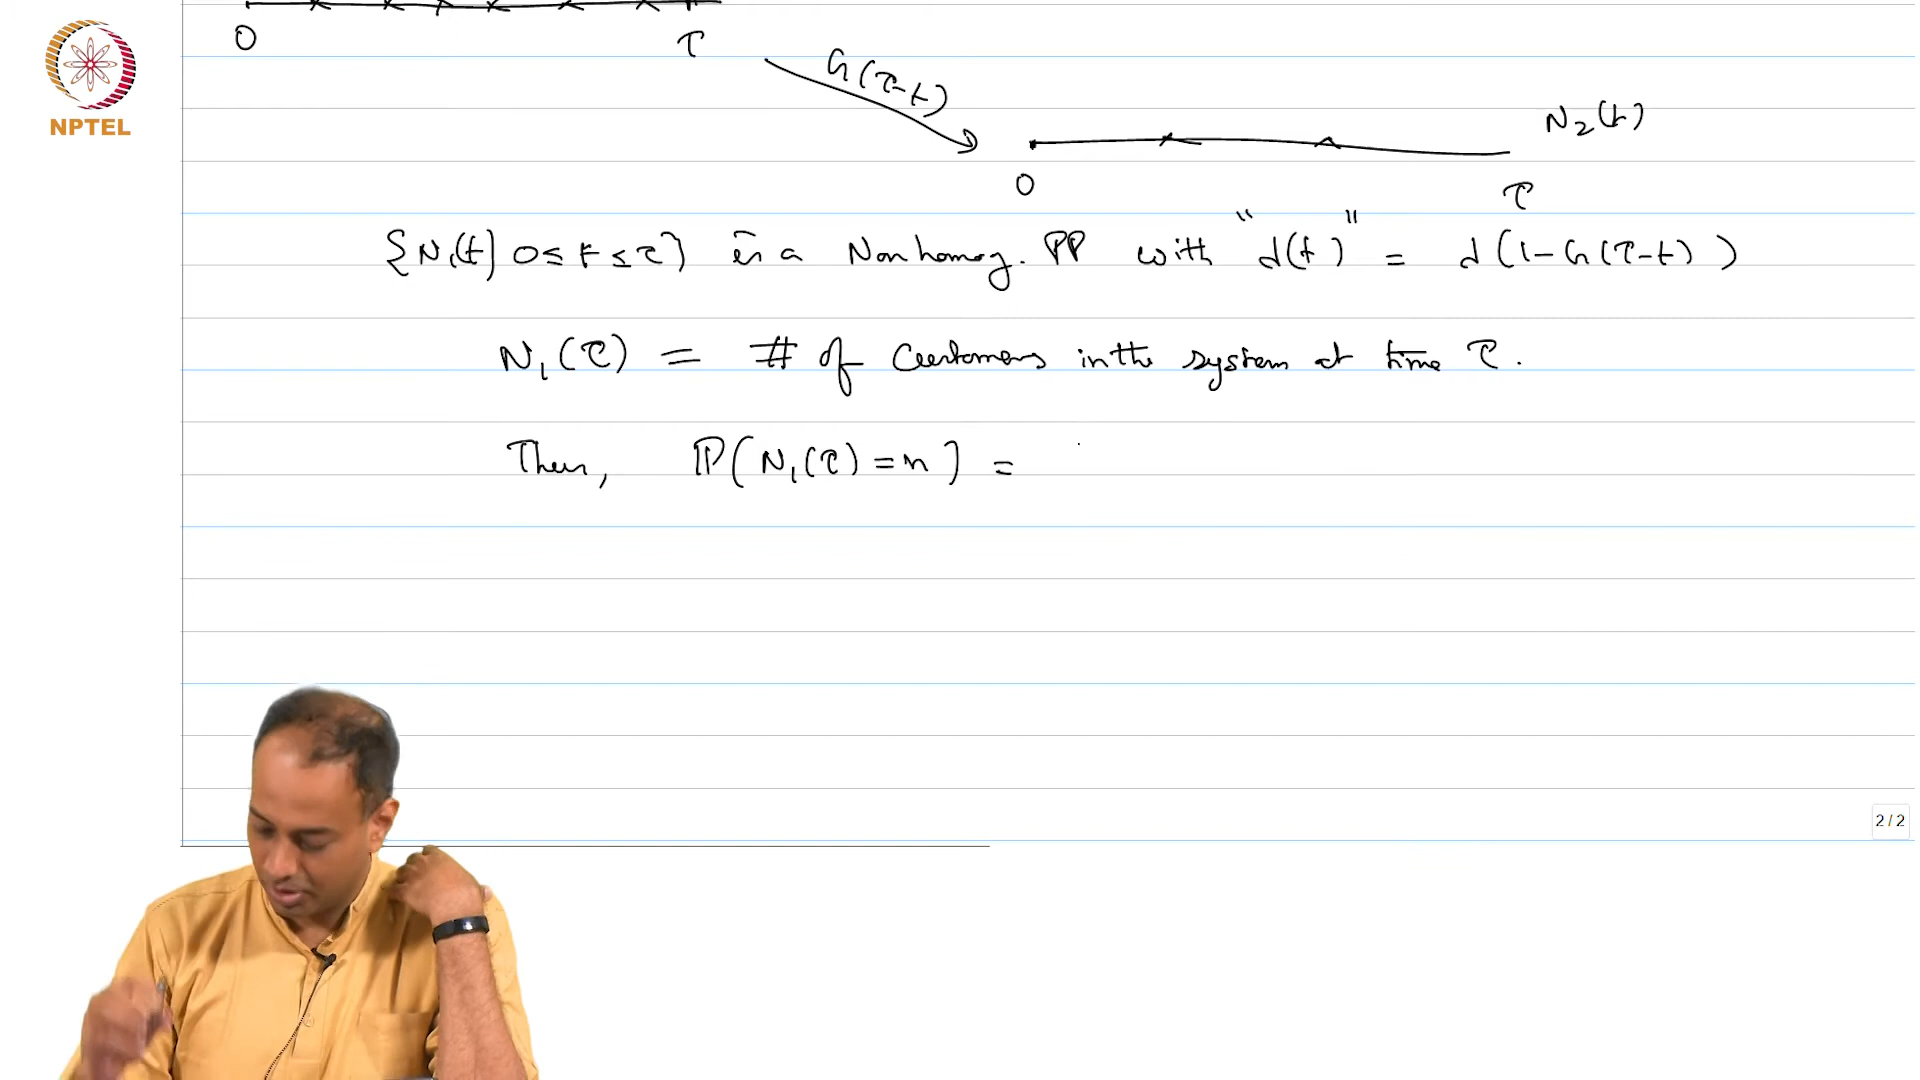 0 τ
G(τ-t)
N₂(t)
0 τ
NPTEL
{N₁(t) 0 ≤ t ≤ τ} is a Nonhomog. PP with "λ(t)" = λ(1-G(τ-t))
N₁(τ) = # of customers in the system at time τ.
Then, ℙ(N₁(τ) = n) =
2 / 2